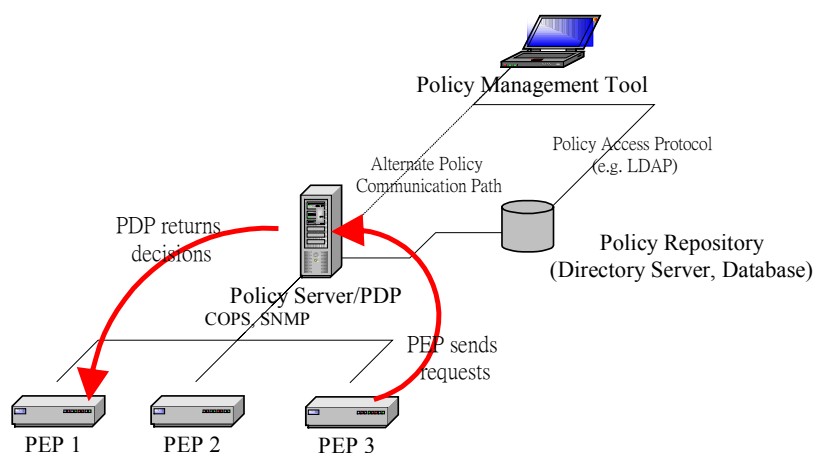 Policy Management Tool
Policy Access Protocol
(e.g. LDAP)
Alternate Policy
Communication Path
PDP returns
decisions
Policy Repository
(Directory Server, Database)
Policy Server/PDP
COPS, SNMP
PEP sends
requests
PEP 1
PEP 2
PEP 3